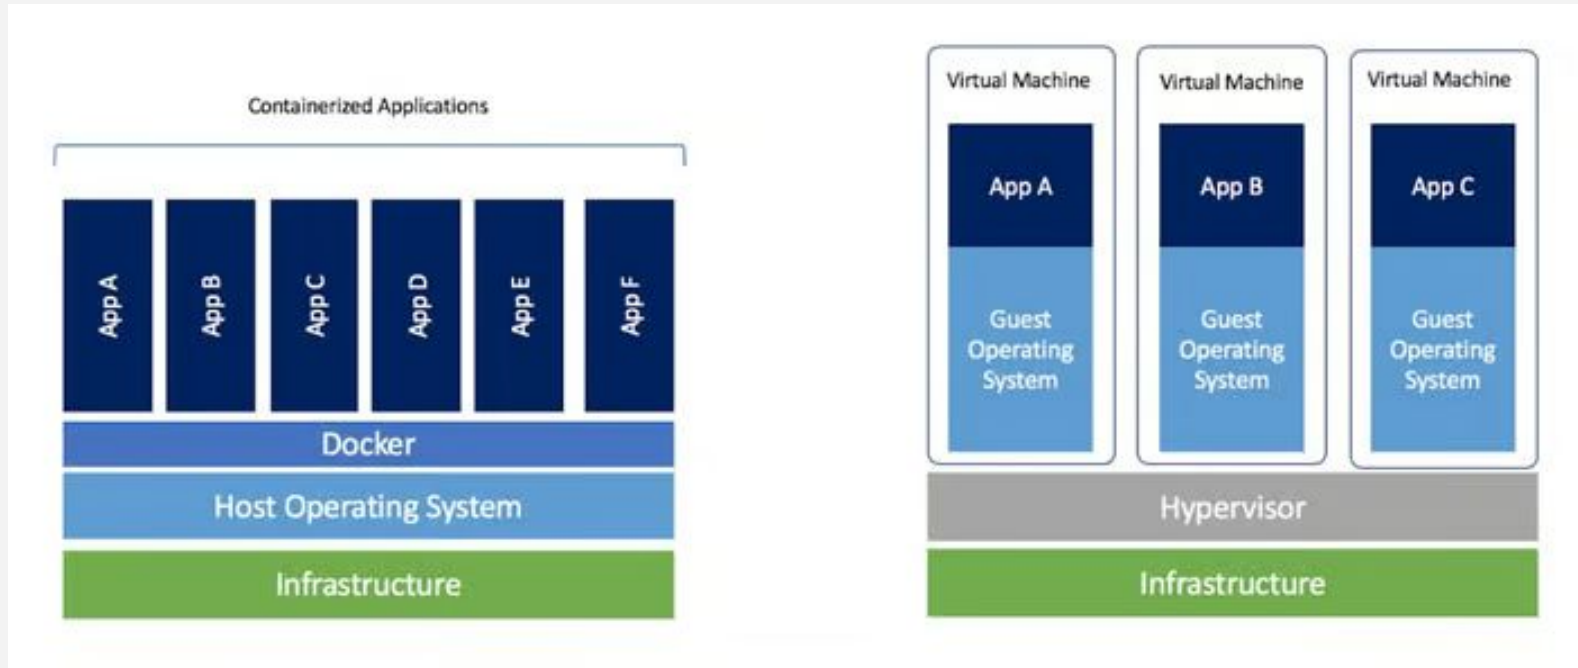 Containerized Applications
App A
App B
App C
App D
App E
App F
Docker
Host Operating System
Infrastructure
Virtual Machine
App A
Guest
Operating
System
Virtual Machine
App B
Guest
Operating
System
Virtual Machine
App C
Guest
Operating
System
Hypervisor
Infrastructure